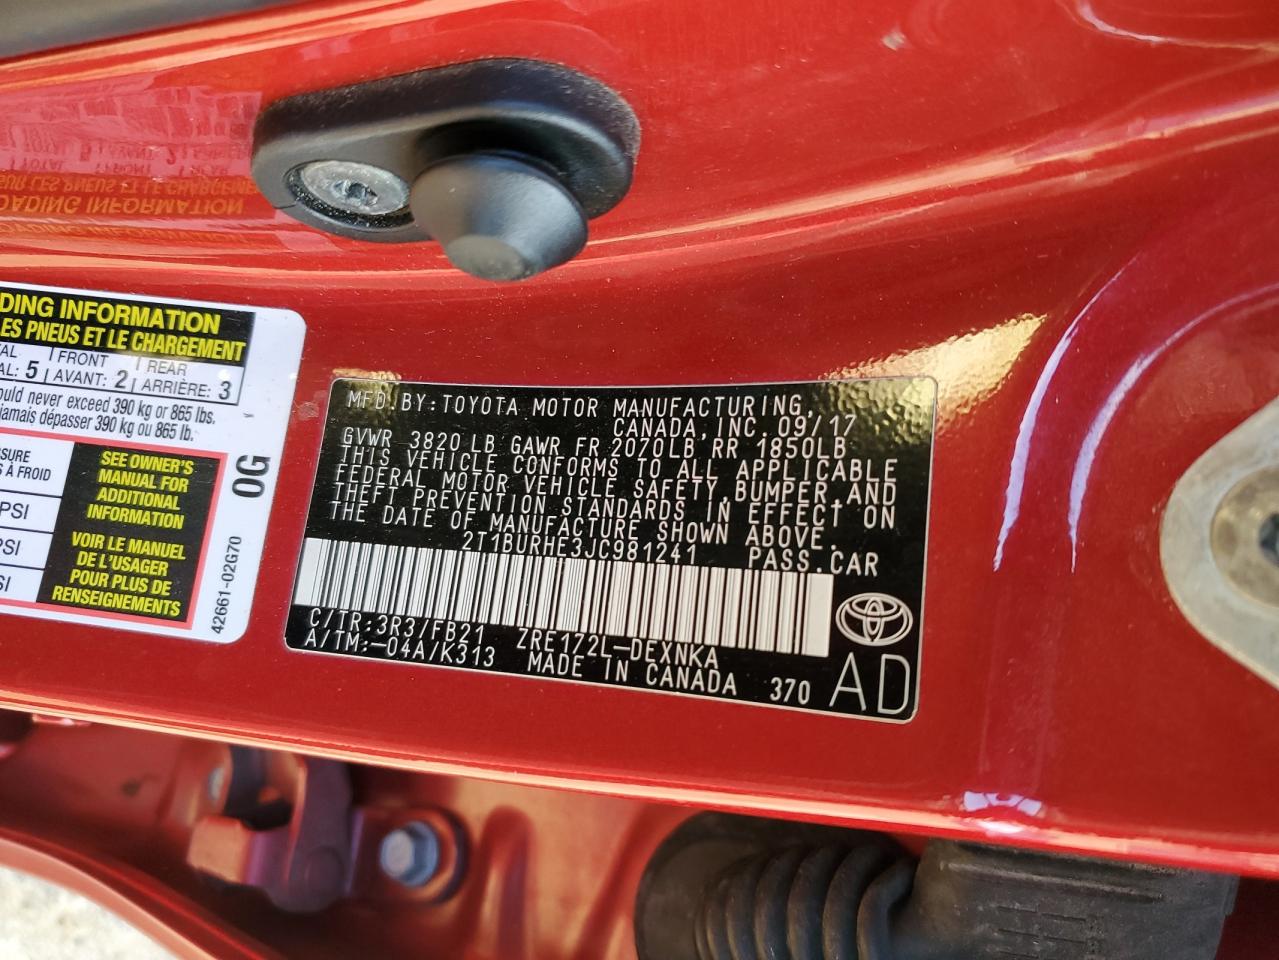 DING INFORMATION
LES PNEUS ET LE CHARGEMENT
FRONT REAR
5 AVANT: 2 ARRIÈRE: 3
never exceed 390 kg or 865 lbs.
jamais dépasser 390 kg ou 865 lb.
À FROID
PSI
SEE OWNER'S
MANUAL FOR
ADDITIONAL
INFORMATION
VOIR LE MANUEL
DE L'USAGER
POUR PLUS DE
RENSEIGNEMENTS
0G
42661-02G70
MFD.BY:TOYOTA MOTOR MANUFACTURING,
CANADA,INC.09/17
GVWR 3820 LB GAWR FR 2070LB RR 1850LB
THIS VEHICLE CONFORMS TO ALL APPLICABLE
FEDERAL MOTOR VEHICLE SAFETY,BUMPER,AND
THEFT PREVENTION STANDARDS IN EFFECT ON
THE DATE OF MANUFACTURE SHOWN ABOVE.
2T1BURHE3JC981241 PASS.CAR
C/TR:3R3/FB21 ZRE172L-DEXNKA
A/TM:-04A/K313 MADE IN CANADA 370
AD